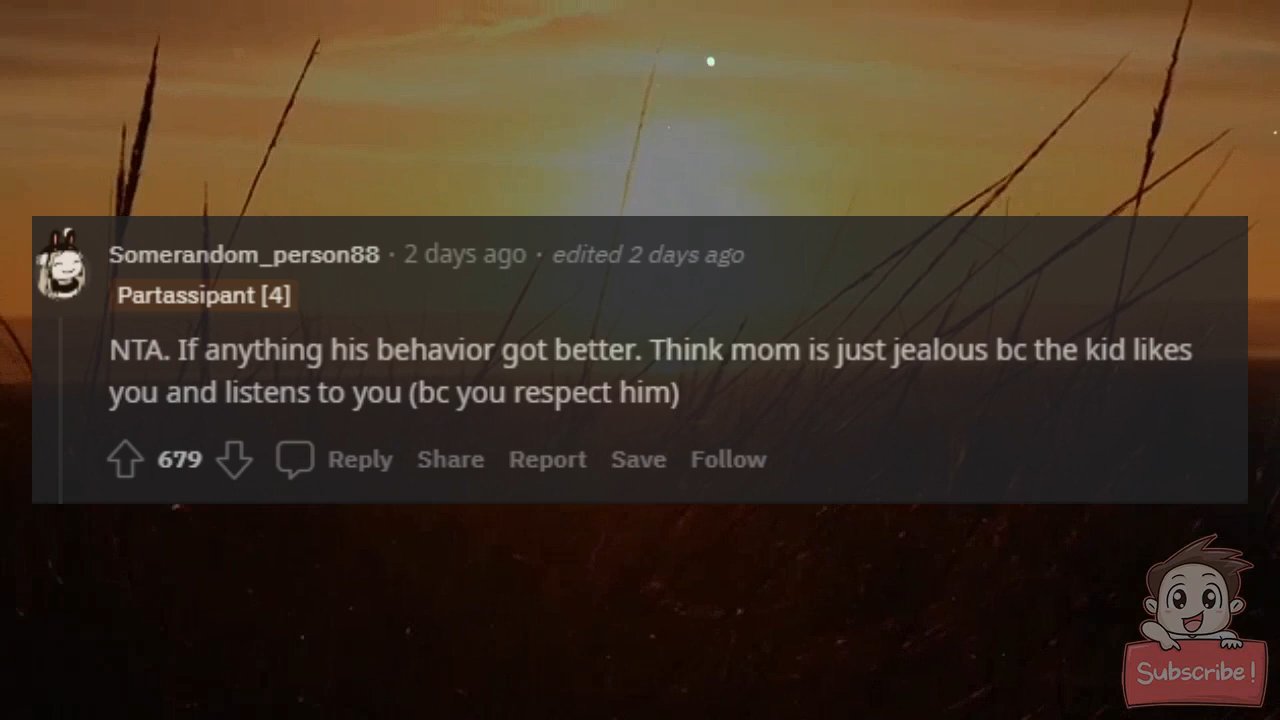 Somerandom_person88 · 2 days ago · edited 2 days ago
Partassipant [4]
NTA. If anything his behavior got better. Think mom is just jealous bc the kid likes
you and listens to you (bc you respect him)
679 Reply Share Report Save Follow
Subscribe!